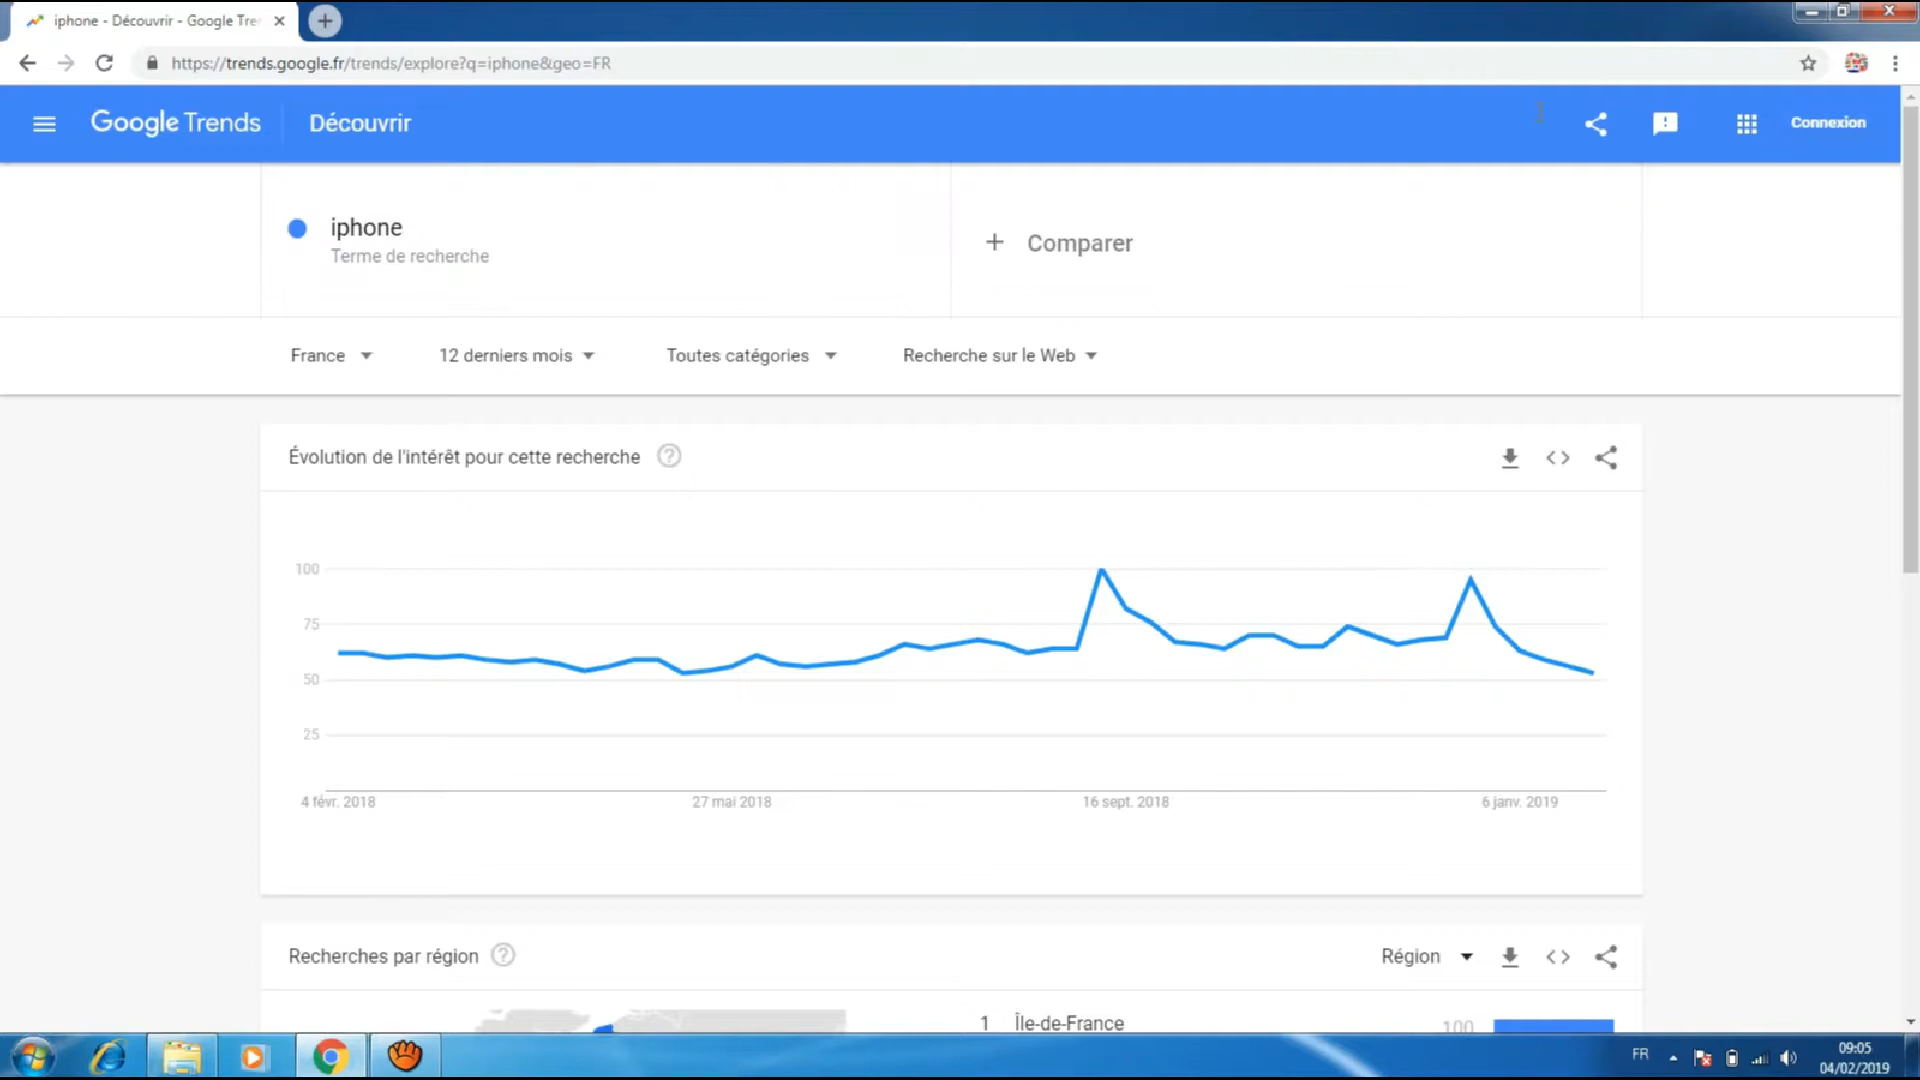 iphone - Découvrir - Google Tre
https://trends.google.fr/trends/explore?q=iphone&geo=FR
Google Trends
Découvrir
Connexion
iphone
Terme de recherche
+ Comparer
France
12 derniers mois
Toutes catégories
Recherche sur le Web
Évolution de l'intérêt pour cette recherche
100
75
50
25
4 févr. 2018
27 mai 2018
16 sept. 2018
6 janv. 2019
Recherches par région
Région
1 Île-de-France
100
FR
09:05
04/02/2019